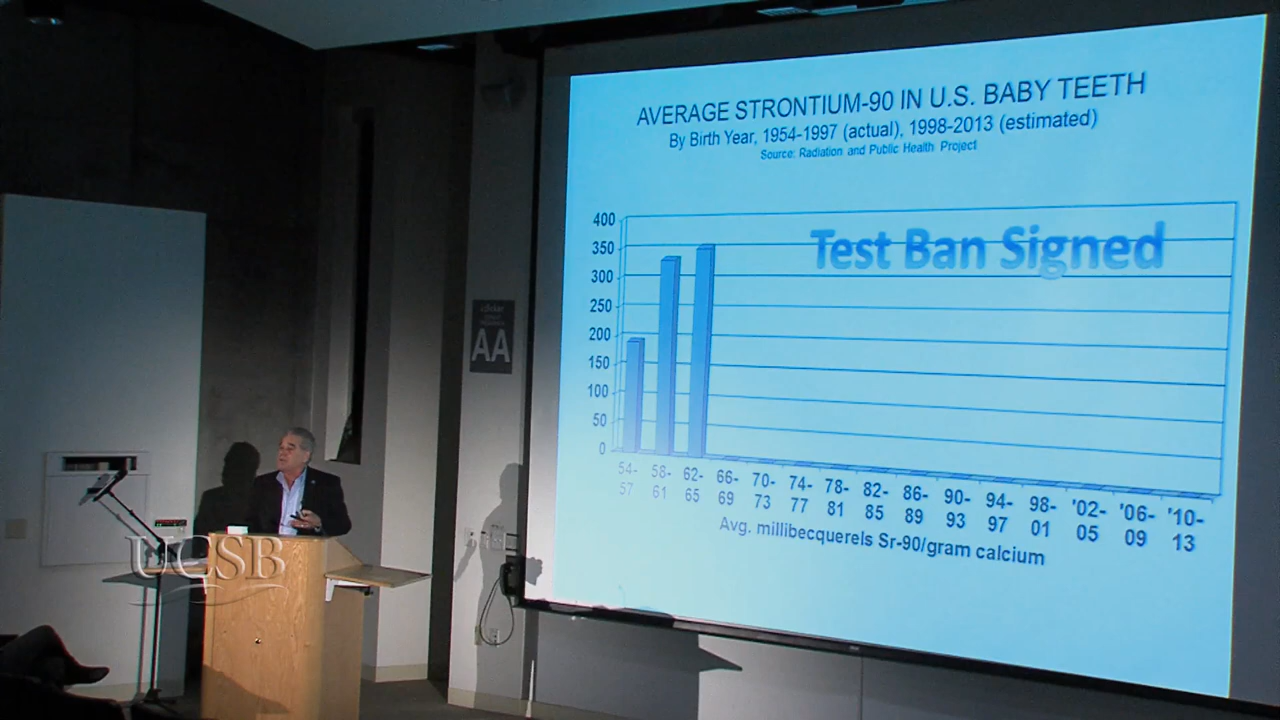 AVERAGE STRONTIUM-90 IN U.S. BABY TEETH
By Birth Year, 1954-1997 (actual), 1998-2013 (estimated)
Source: Radiation and Public Health Project
Test Ban Signed
400
350
300
250
200
150
100
50
0
54-57 58-61 62-65 66-69 70-73 74-77 78-81 82-85 86-89 90-93 94-97 98-01 '02-05 '06-09 '10-13
Avg. millibecquerels Sr-90/gram calcium
AA
UCSB